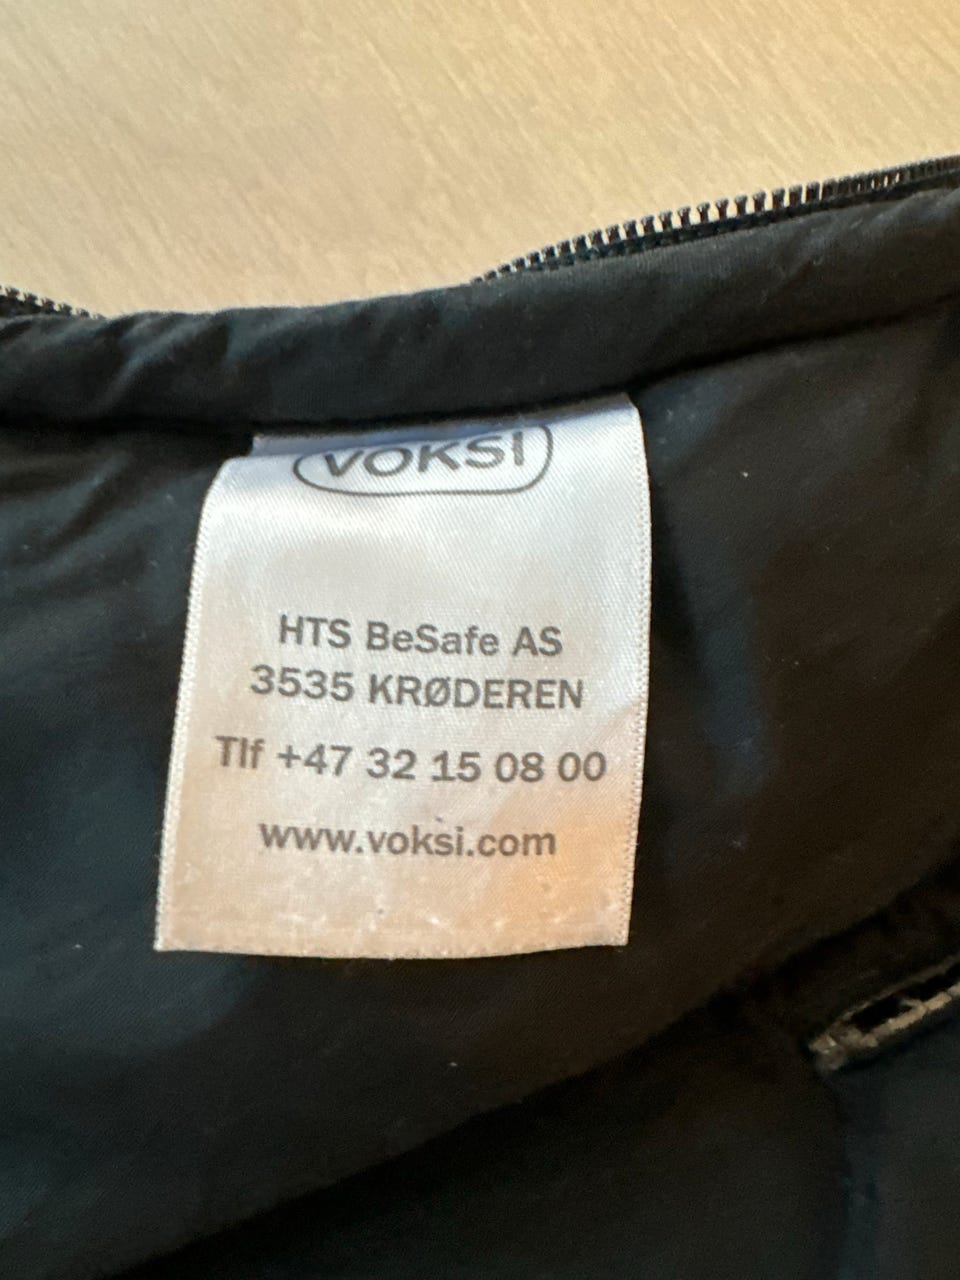 VOKSi
HTS BeSafe AS
3535 KRØDEREN
Tlf +47 32 15 08 00
www.voksi.com